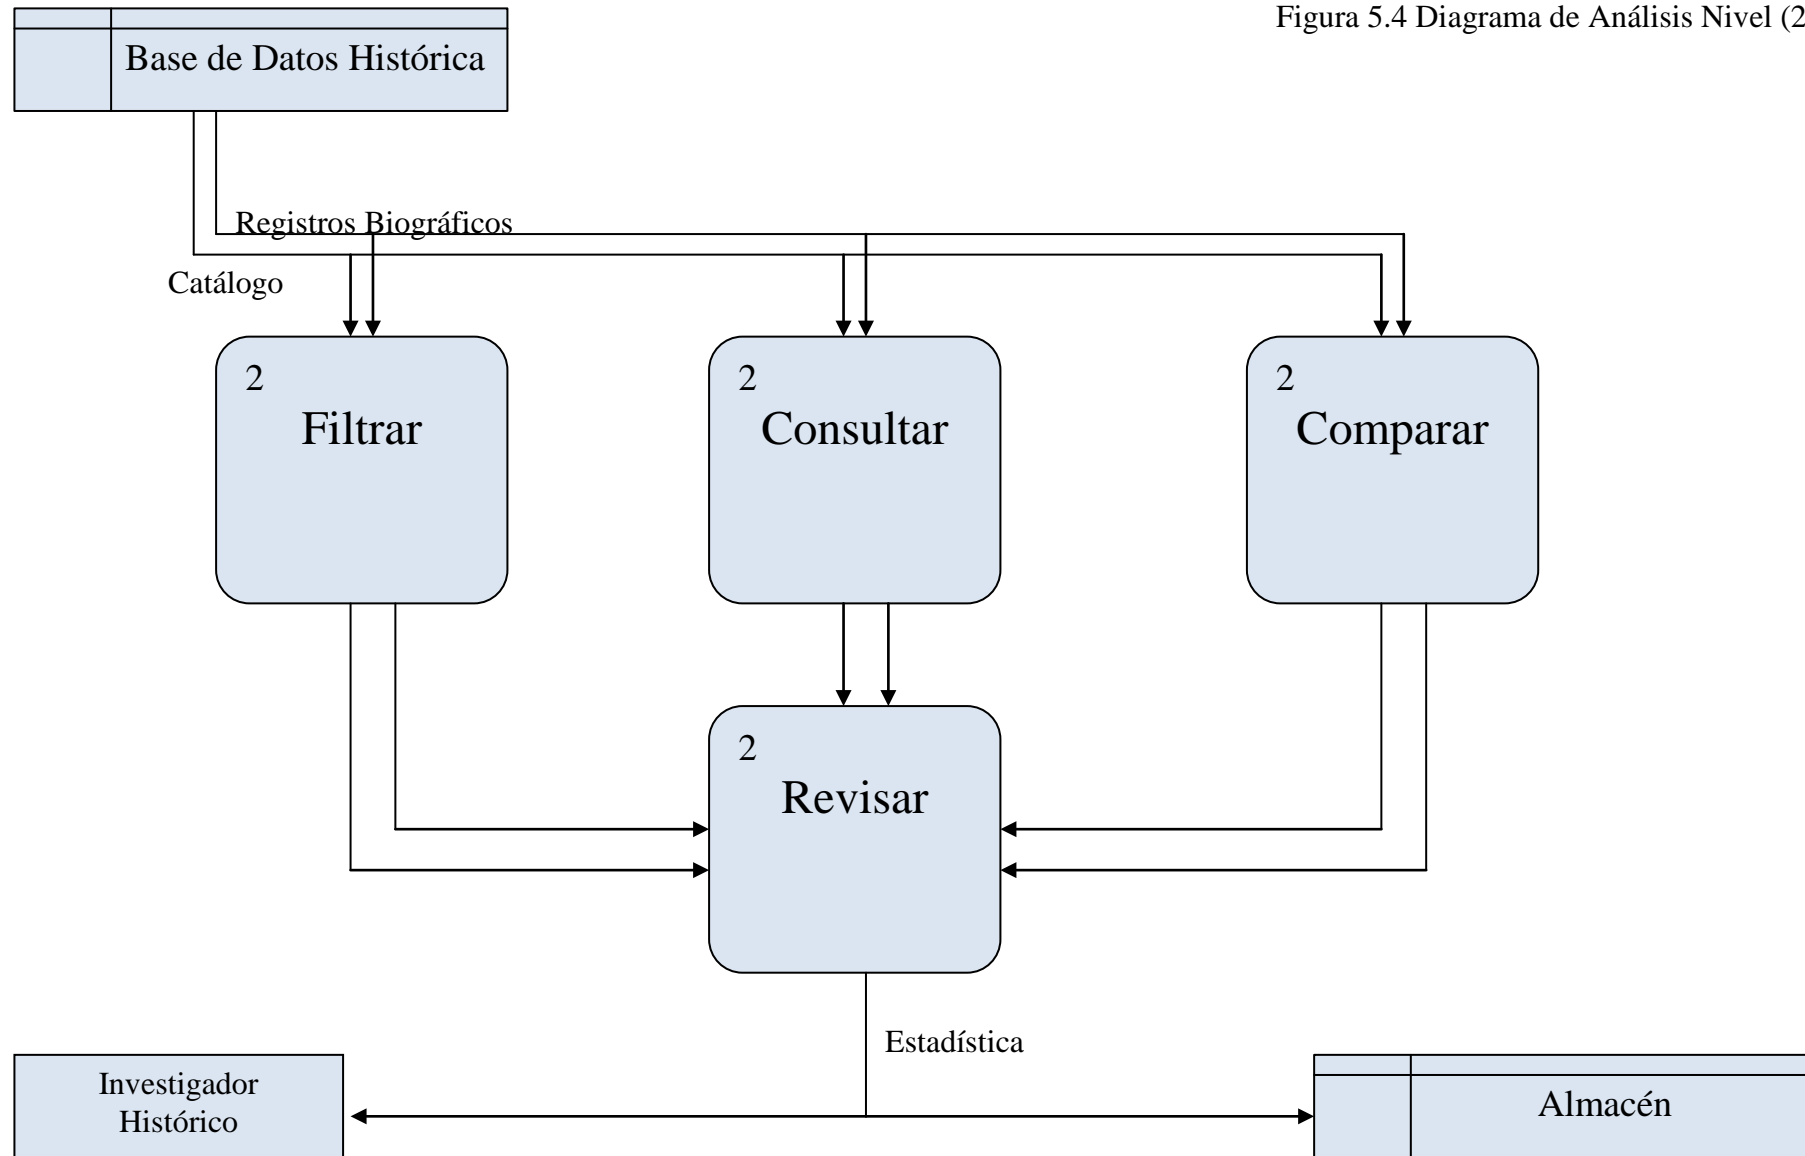 Figura 5.4 Diagrama de Análisis Nivel (2
Base de Datos Histórica
Registros Biográficos
Catálogo
2
Filtrar
2
Consultar
2
Comparar
2
Revisar
Estadística
Investigador
Histórico
Almacén